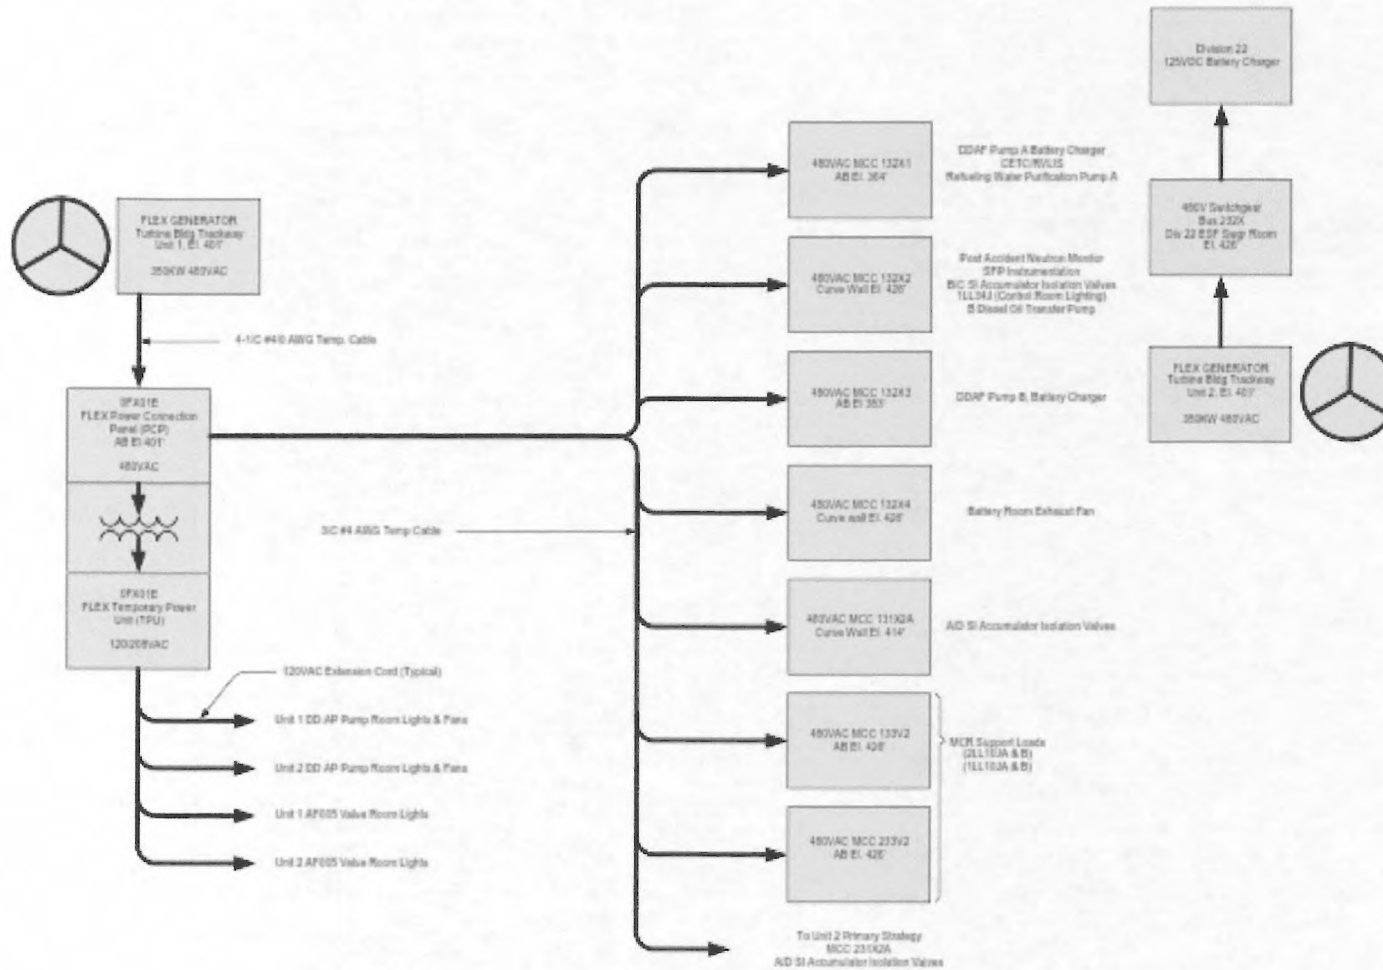 FLEX GENERATOR
Turbine Bldg Trackway
Unit 1, El. 401'
350KW 480VAC
4-1/C #4/0 AWG Temp. Cable
0FX01E
FLEX Power Connection
Panel (PCP)
AB El 401'
480VAC
0FX01E
FLEX Temporary Power
Unit (TPU)
120/208VAC
120VAC Extension Cord (Typical)
Unit 1 DD AP Pump Room Lights & Fans
Unit 2 DD AP Pump Room Lights & Fans
Unit 1 AF005 Valve Room Lights
Unit 2 AF005 Valve Room Lights
3/C #4 AWG Temp Cable
480VAC MCC 132X1
AB El. 364'
DDAF Pump A Battery Charger
CETC/RVLIS
Refueling Water Purification Pump A
480VAC MCC 132X2
Curve Wall El. 426'
Post Accident Neutron Monitor
SFP Instrumentation
B/C SI Accumulator Isolation Valves
1LL34J (Control Room Lighting)
B Diesel Oil Transfer Pump
480VAC MCC 132X3
AB El 383'
DDAF Pump B, Battery Charger
480VAC MCC 132X4
Curve wall El. 426'
Battery Room Exhaust Fan
480VAC MCC 131X2A
Curve Wall El. 414'
A/D SI Accumulator Isolation Valves
480VAC MCC 133V2
AB El. 426'
MCR Support Loads
(2LL10JA & B)
(1LL10JA & B)
480VAC MCC 233V2
AB El. 426'
To Unit 2 Primary Strategy
MCC 231X2A
A/D SI Accumulator Isolation Valves
Division 22
125VDC Battery Charger
480V Switchgear
Bus 232X
Div 22 ESF Swgr Room
El. 426'
FLEX GENERATOR
Turbine Bldg Trackway
Unit 2, El. 401'
350KW 480VAC